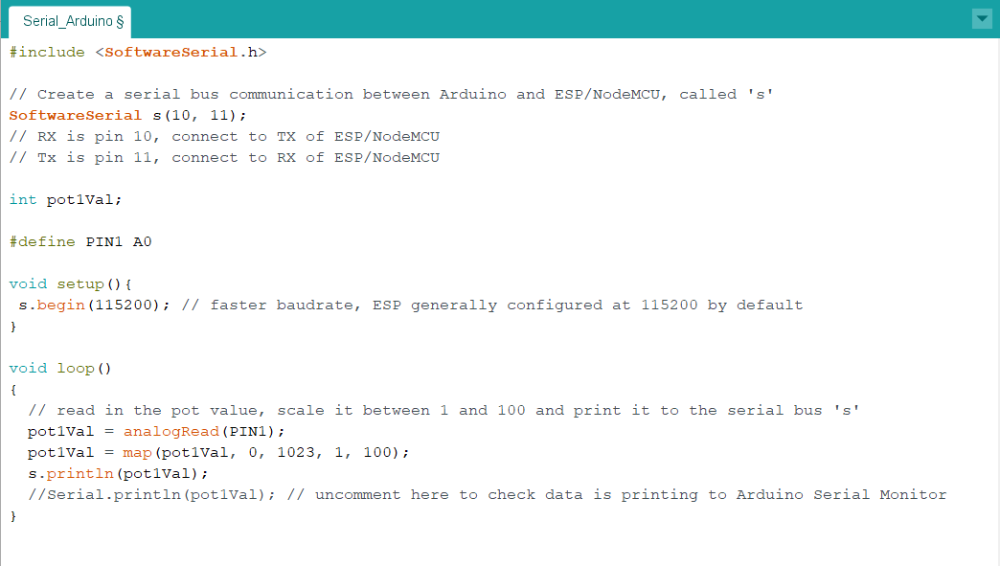 Serial_Arduino §
#include <SoftwareSerial.h>
// Create a serial bus communication between Arduino and ESP/NodeMCU, called 's'
SoftwareSerial s(10, 11);
// RX is pin 10, connect to TX of ESP/NodeMCU
// Tx is pin 11, connect to RX of ESP/NodeMCU
int pot1Val;
#define PIN1 A0
void setup(){
s.begin(115200); // faster baudrate, ESP generally configured at 115200 by default
}
void loop()
{
// read in the pot value, scale it between 1 and 100 and print it to the serial bus 's'
pot1Val = analogRead(PIN1);
pot1Val = map(pot1Val, 0, 1023, 1, 100);
s.println(pot1Val);
//Serial.println(pot1Val); // uncomment here to check data is printing to Arduino Serial Monitor
}